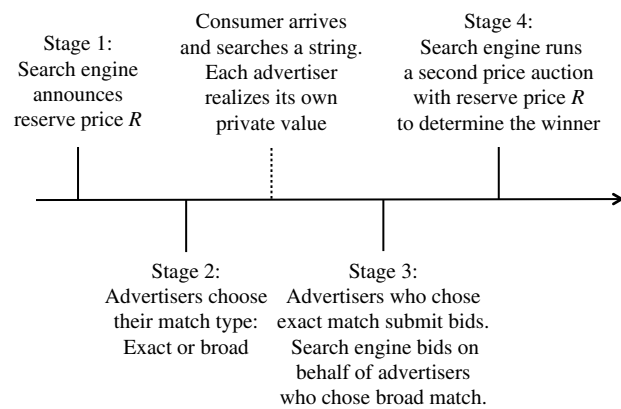 Stage 1:
Search engine
announces
reserve price R
Consumer arrives
and searches a string.
Each advertiser
realizes its own
private value
Stage 4:
Search engine runs
a second price auction
with reserve price R
to determine the winner
Stage 2:
Advertisers choose
their match type:
Exact or broad
Stage 3:
Advertisers who chose
exact match submit bids.
Search engine bids on
behalf of advertisers
who chose broad match.